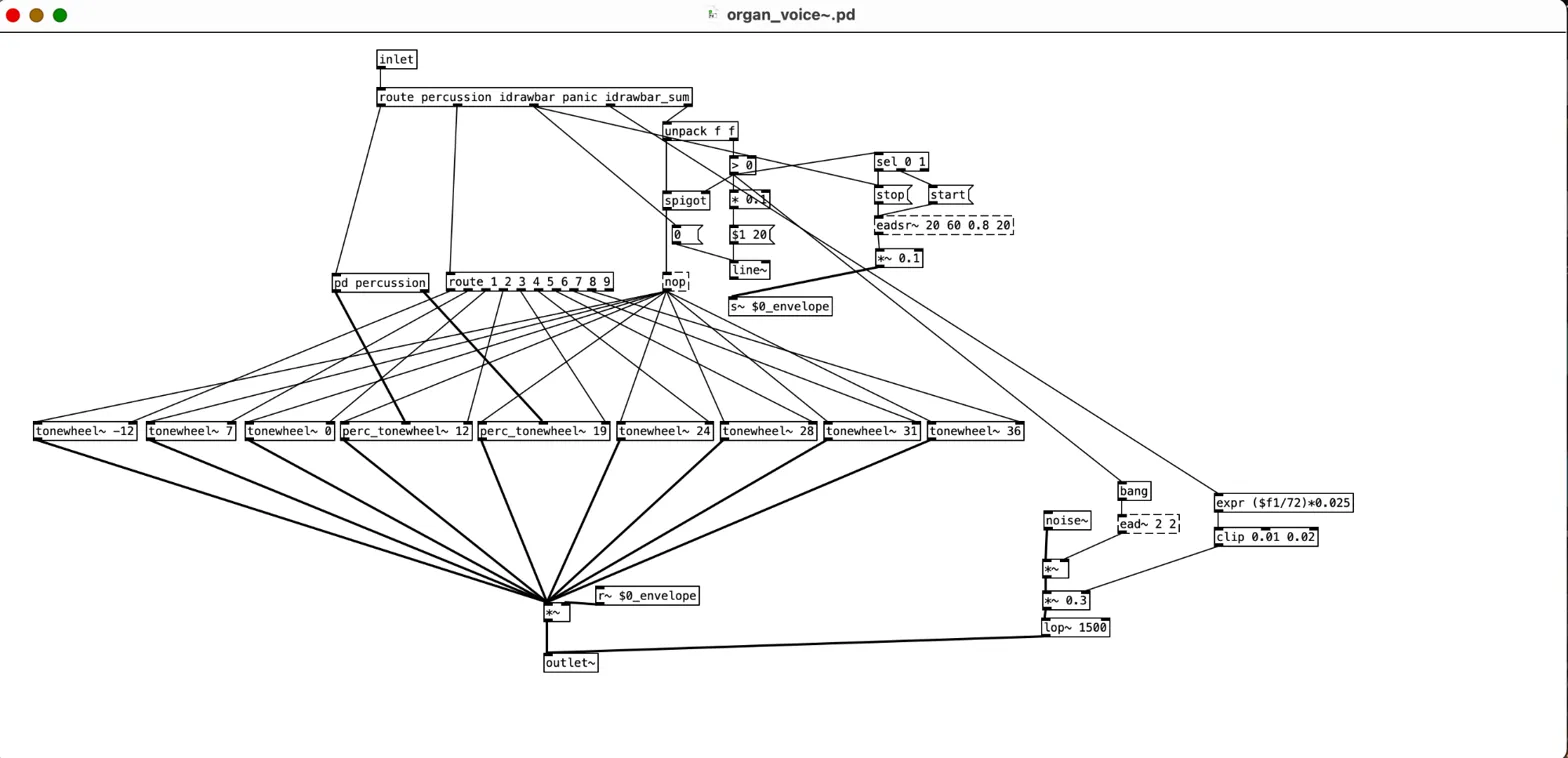 organ_voice~.pd
inlet
route percussion idrawbar panic idrawbar_sum
unpack f f
> 0
sel 0 1
spigot
* 0.1
stop
start
eadsr~ 20 60 0.8 20
0
$1 20
*~ 0.1
line~
pd percussion
route 1 2 3 4 5 6 7 8 9
nop
s~ $0_envelope
tonewheel~ -12
tonewheel~ 7
tonewheel~ 0
perc_tonewheel~ 12
perc_tonewheel~ 19
tonewheel~ 24
tonewheel~ 28
tonewheel~ 31
tonewheel~ 36
bang
expr ($f1/72)*0.025
noise~
ead~ 2 2
clip 0.01 0.02
*~
r~ $0_envelope
*~ 0.3
*~
lop~ 1500
outlet~